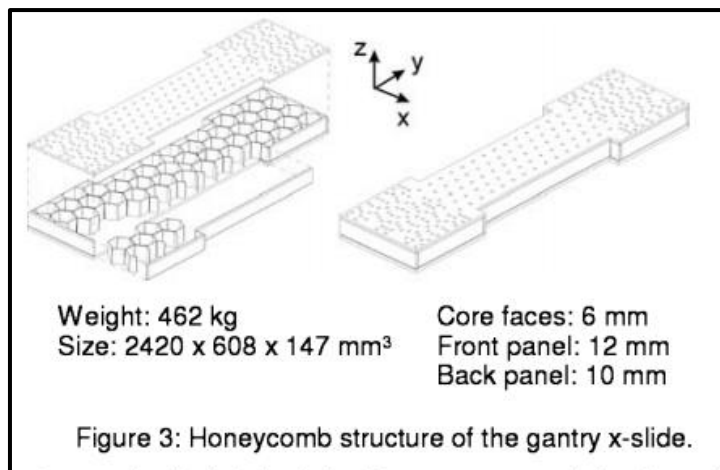 z
y
x
Weight: 462 kg
Size: 2420 x 608 x 147 mm³
Core faces: 6 mm
Front panel: 12 mm
Back panel: 10 mm
Figure 3: Honeycomb structure of the gantry x-slide.